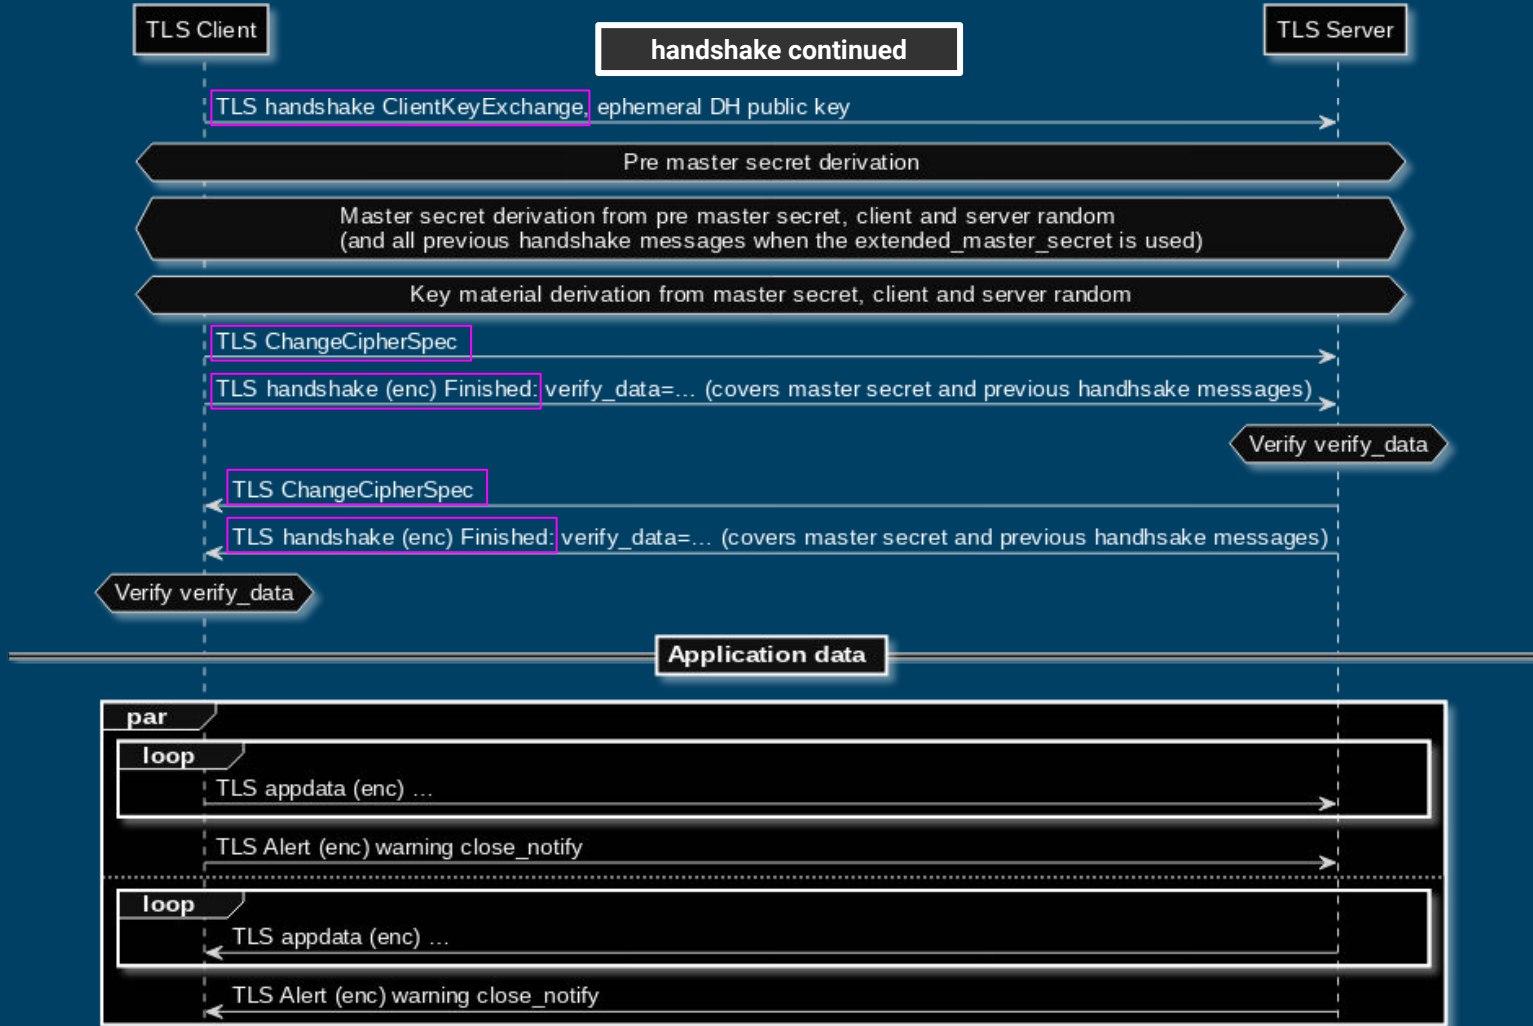 TLS Client
handshake continued
TLS Server
TLS handshake ClientKeyExchange, ephemeral DH public key
Pre master secret derivation
Master secret derivation from pre master secret, client and server random
(and all previous handshake messages when the extended_master_secret is used)
Key material derivation from master secret, client and server random
TLS ChangeCipherSpec
TLS handshake (enc) Finished: verify_data=... (covers master secret and previous handhsake messages)
Verify verify_data
TLS ChangeCipherSpec
TLS handshake (enc) Finished: verify_data=... (covers master secret and previous handhsake messages)
Verify verify_data
Application data
par
loop
TLS appdata (enc) ...
TLS Alert (enc) warning close_notify
loop
TLS appdata (enc) ...
TLS Alert (enc) warning close_notify